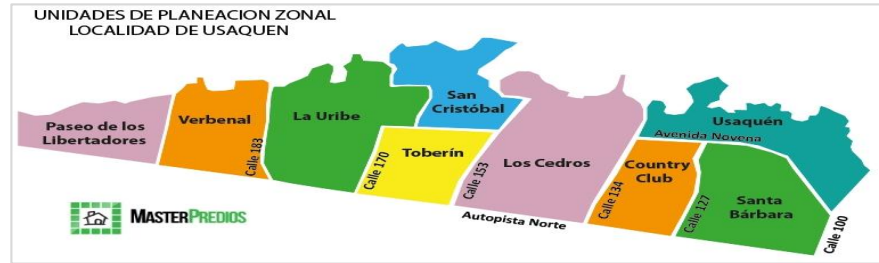 UNIDADES DE PLANEACION ZONAL
LOCALIDAD DE USAQUEN
Paseo de los
Libertadores
Verbenal
Calle 183
La Uribe
San
Cristóbal
Calle 170
Toberín
Calle 153
Los Cedros
Autopista Norte
Calle 134
Country
Club
Usaquén
Avenida Novena
Calle 127
Santa
Bárbara
Calle 100
MASTERPREDIOS